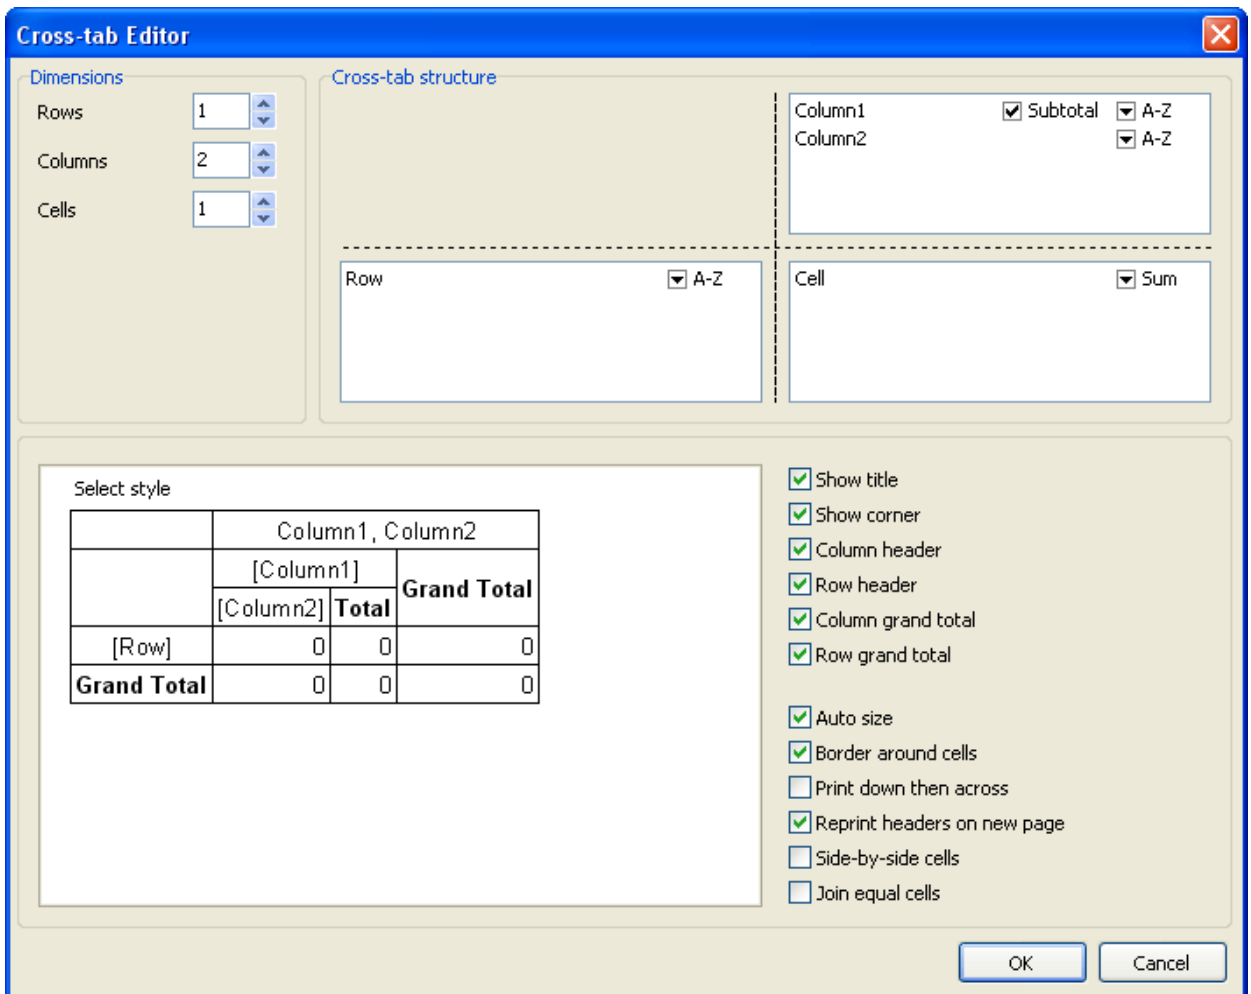 Cross-tab Editor
Dimensions
Rows 1
Columns 2
Cells 1
Cross-tab structure
Column1 Subtotal A-Z
Column2 A-Z
Row A-Z
Cell Sum
Select style
Column1, Column2
[Column1] Grand Total
[Column2] Total
[Row] 0 0 0
Grand Total 0 0 0
Show title
Show corner
Column header
Row header
Column grand total
Row grand total
Auto size
Border around cells
Print down then across
Reprint headers on new page
Side-by-side cells
Join equal cells
OK Cancel